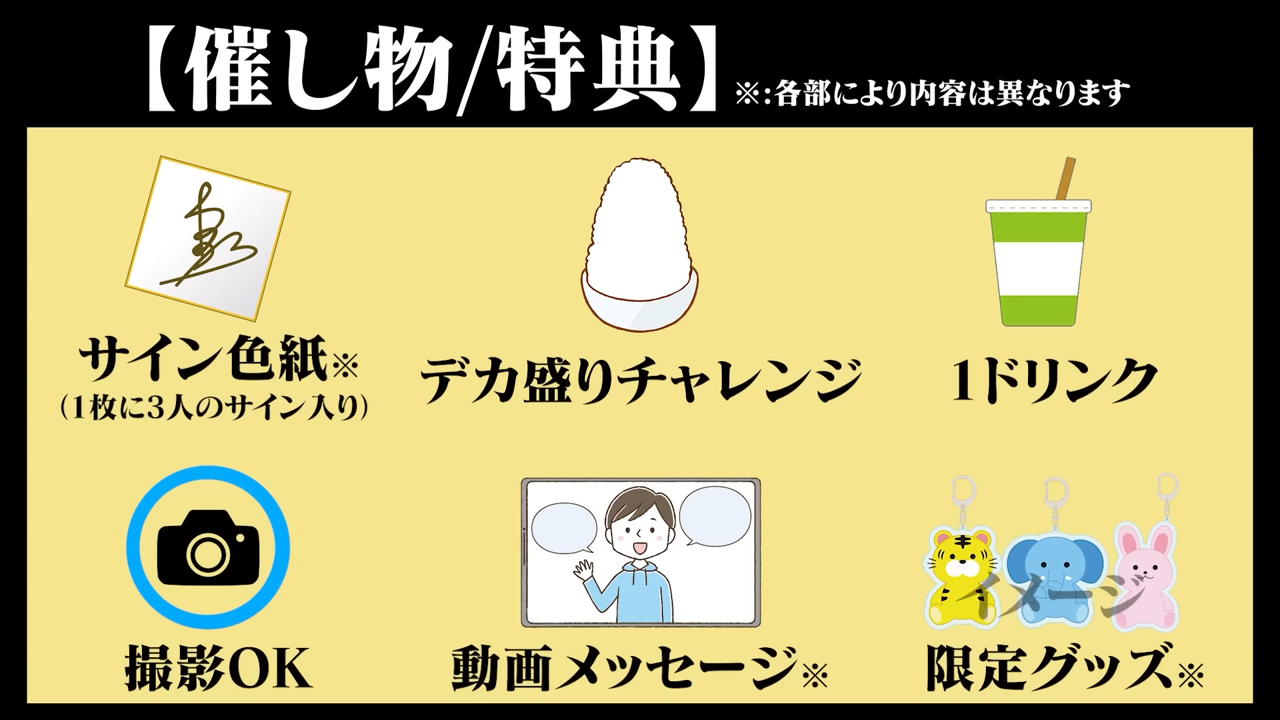 【催し物/特典】※:各部により内容は異なります
サイン色紙※
(1枚に3人のサイン入り)
デカ盛りチャレンジ
1ドリンク
撮影OK
動画メッセージ※
イメージ
限定グッズ※